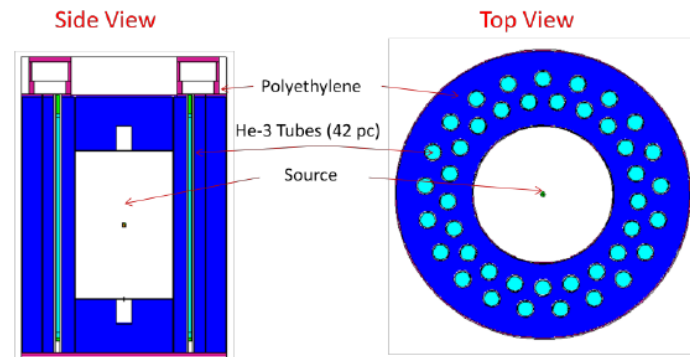 Side View
Top View
Polyethylene
He-3 Tubes (42 pc)
Source